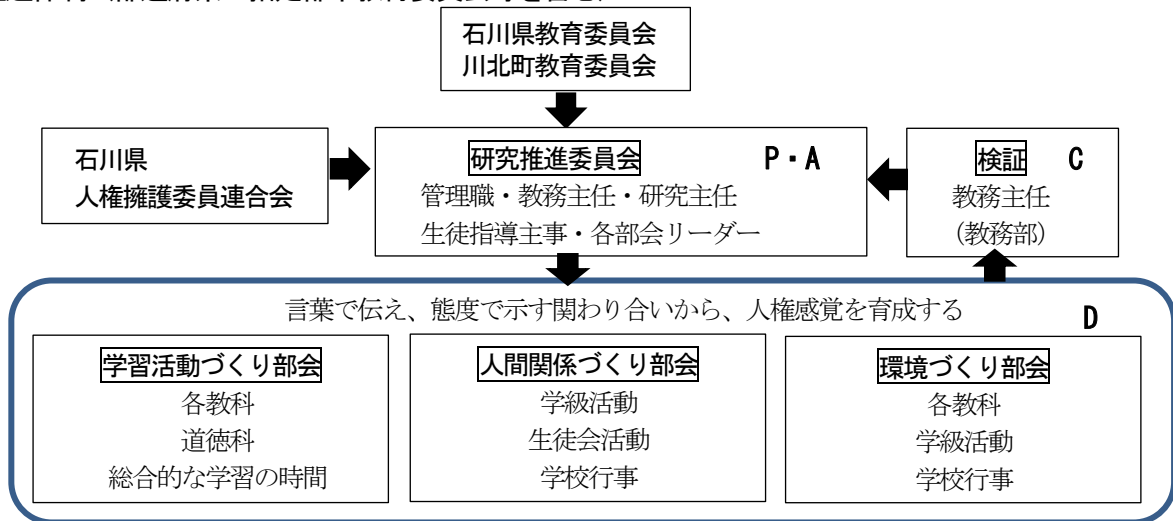 石川県教育委員会
川北町教育委員会
石川県
人権擁護委員連合会
研究推進委員会 P・A
管理職・教務主任・研究主任
生徒指導主事・各部会リーダー
検証 C
教務主任
(教務部)
言葉で伝え、態度で示す関わり合いから、人権感覚を育成する D
学習活動づくり部会
各教科
道徳科
総合的な学習の時間
人間関係づくり部会
学級活動
生徒会活動
学校行事
環境づくり部会
各教科
学級活動
学校行事